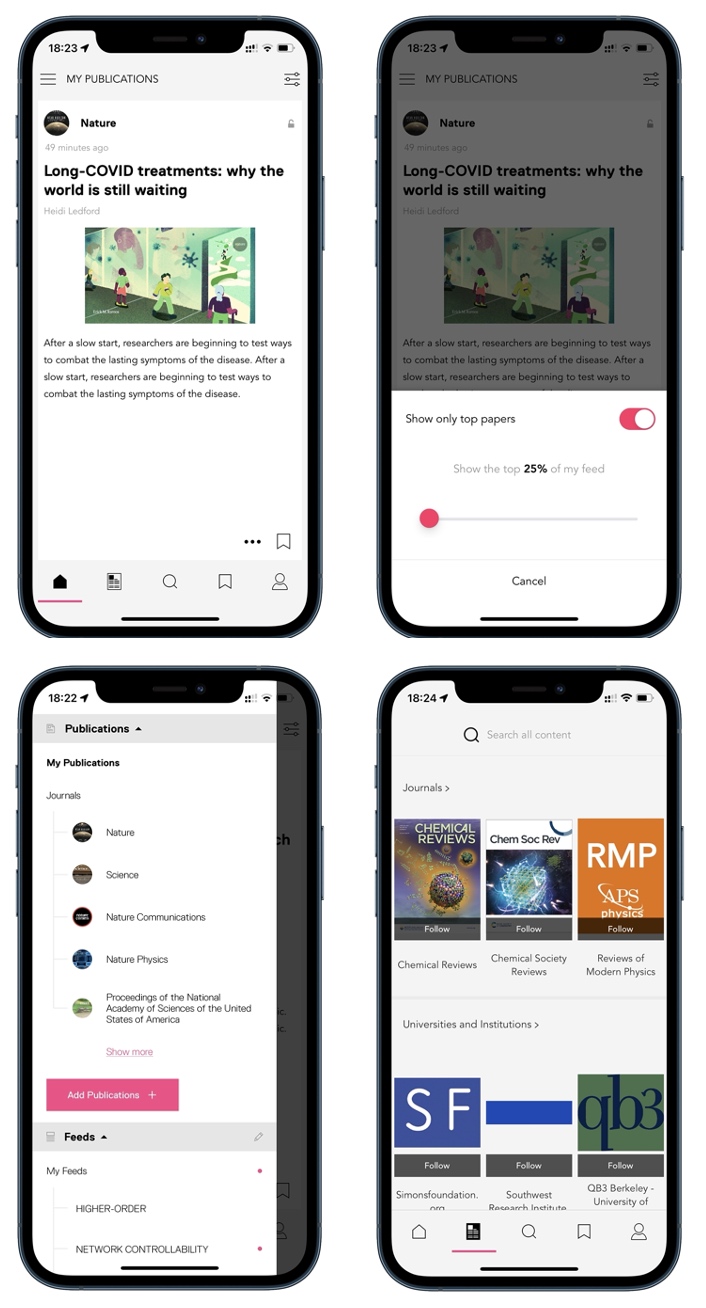 18:23
MY PUBLICATIONS
Nature
49 minutes ago
Long-COVID treatments: why the
world is still waiting
Heidi Ledford
After a slow start, researchers are beginning to test ways
to combat the lasting symptoms of the disease. After a
slow start, researchers are beginning to test ways to
combat the lasting symptoms of the disease.
18:23
MY PUBLICATIONS
Nature
49 minutes ago
Long-COVID treatments: why the
world is still waiting
Heidi Ledford
After a slow start, researchers are beginning to test ways
to combat the lasting symptoms of the disease. After a
slow start, researchers are beginning to test ways to
Show only top papers
Show the top 25% of my feed
Cancel
18:22
Publications
My Publications
Journals
Nature
Science
Nature Communications
Nature Physics
Proceedings of the National
Academy of Sciences of the United
States of America
Show more
Add Publications +
Feeds
My Feeds
HIGHER-ORDER
NETWORK CONTROLLABILITY
ch
ic.
ic.
18:24
Search all content
Journals >
CHEMICAL
REVIEWS
Chem Soc Rev
RMP
APS
physics
Follow
Follow
Follow
Chemical Reviews
Chemical Society
Reviews
Reviews of
Modern Physics
Universities and Institutions >
SF
qb3
Follow
Follow
Follow
Simonsfoundation.
org
Southwest
Research Institute
QB3 Berkeley -
University of